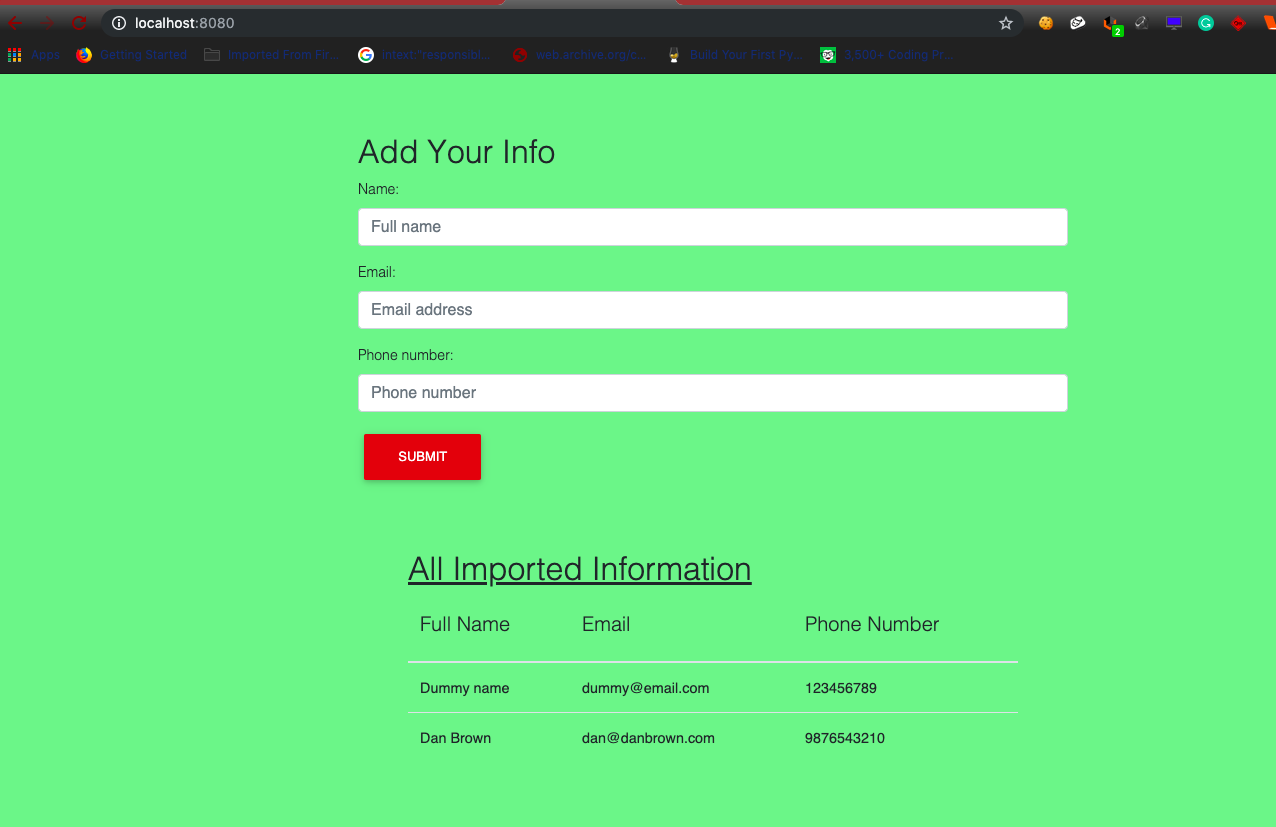 localhost:8080
2
Apps Getting Started Imported From Fir... intext:"responsibl... web.archive.org/c... Build Your First Py... 3,500+ Coding Pr...
Add Your Info
Name:
Full name
Email:
Email address
Phone number:
Phone number
SUBMIT
All Imported Information
Full Name Email Phone Number
Dummy name dummy@email.com 123456789
Dan Brown dan@danbrown.com 9876543210